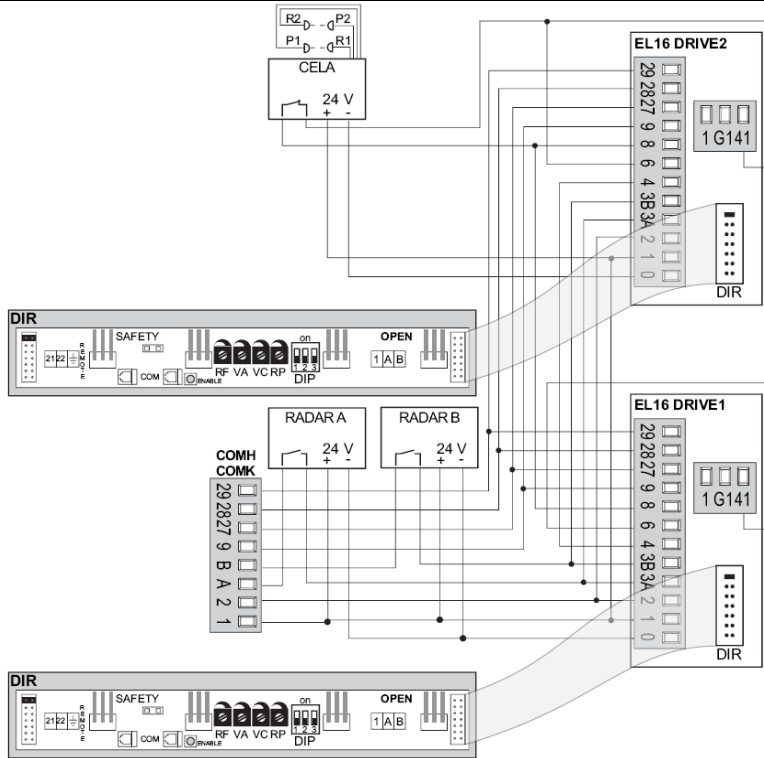 R2 P2
P1 R1
CELA
24 V
+ -
EL16 DRIVE2
29
28
27
9
8
6
4
3B
3A
2
1
0
1 G1 41
DIR
DIR
SAFETY
OPEN
on
21 22
REMOTE
COM
ENABLE
RF VA VC RP
1 2 3
DIP
1 A B
EL16 DRIVE1
RADAR A
24 V
+ -
RADAR B
24 V
+ -
COMH
COMK
29
28
27
9
B
A
2
1
29
28
27
9
8
6
4
3B
3A
2
1
0
1 G1 41
DIR
DIR
SAFETY
OPEN
on
21 22
REMOTE
COM
ENABLE
RF VA VC RP
1 2 3
DIP
1 A B